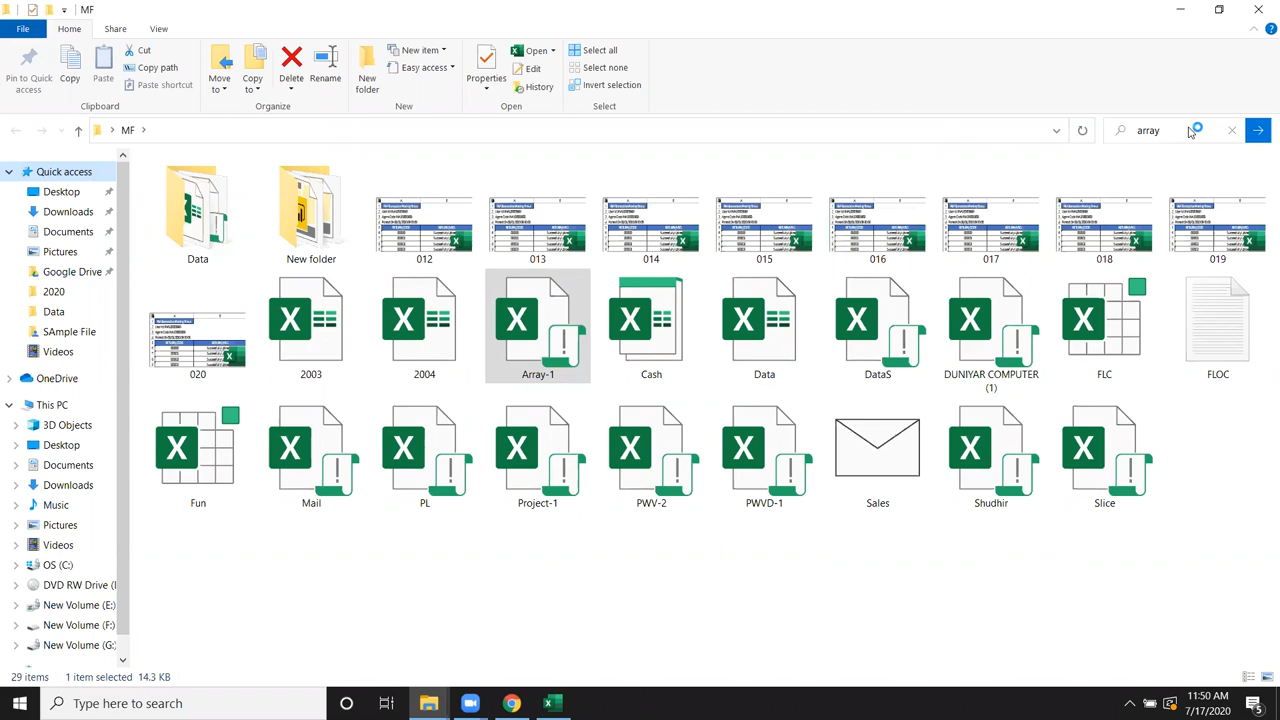 MF
File
Home
Share
View
Pin to Quick access
Copy
Paste
Cut
Copy path
Paste shortcut
Clipboard
Move to
Copy to
Delete
Rename
Organize
New folder
New item
Easy access
New
Properties
Open
Edit
History
Open
Select all
Select none
Invert selection
Select
MF
array
Quick access
Desktop
Downloads
Documents
Pictures
Google Drive
2020
Data
SAmple File
Videos
OneDrive
This PC
3D Objects
Desktop
Documents
Downloads
Music
Pictures
Videos
OS (C:)
DVD RW Drive (
New Volume (E:)
New Volume (F:)
New Volume (G:)
Data
New folder
012
013
014
015
016
017
018
019
020
2003
2004
Array-1
Cash
Data
DataS
DUNIYAR COMPUTER
(1)
FLC
FLOC
Fun
Mail
PL
Project-1
PWV-2
PWVD-1
Sales
Shudhir
Slice
29 items
1 item selected 14.3 KB
Type here to search
11:50 AM
7/17/2020
5